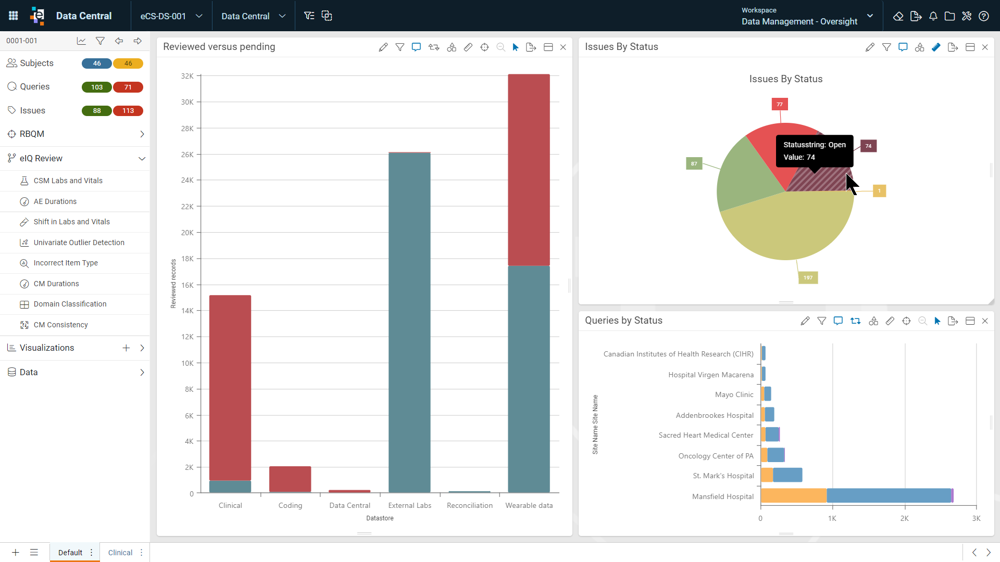 Data Central
eCS-DS-001
Data Central
Workspace
Data Management - Oversight
0001-001
Subjects
46
46
Queries
103
71
Issues
88
113
RBQM
eIQ Review
CSM Labs and Vitals
AE Durations
Shift in Labs and Vitals
Univariate Outlier Detection
Incorrect Item Type
CM Durations
Domain Classification
CM Consistency
Visualizations
Data
Reviewed versus pending
32K
30K
28K
26K
24K
22K
20K
18K
16K
14K
12K
10K
8K
6K
4K
2K
0
Reviewed records
Clinical
Coding
Data Central
External Labs
Reconciliation
Wearable data
Datastore
Issues By Status
Issues By Status
77
Statusstring: Open
Value: 74
74
87
1
197
Queries by Status
Site Name Site Name
Canadian Institutes of Health Research (CIHR)
Hospital Virgen Macarena
Mayo Clinic
Addenbrookes Hospital
Sacred Heart Medical Center
Oncology Center of PA
St. Mark's Hospital
Mansfield Hospital
0
1K
2K
3K
Default
Clinical